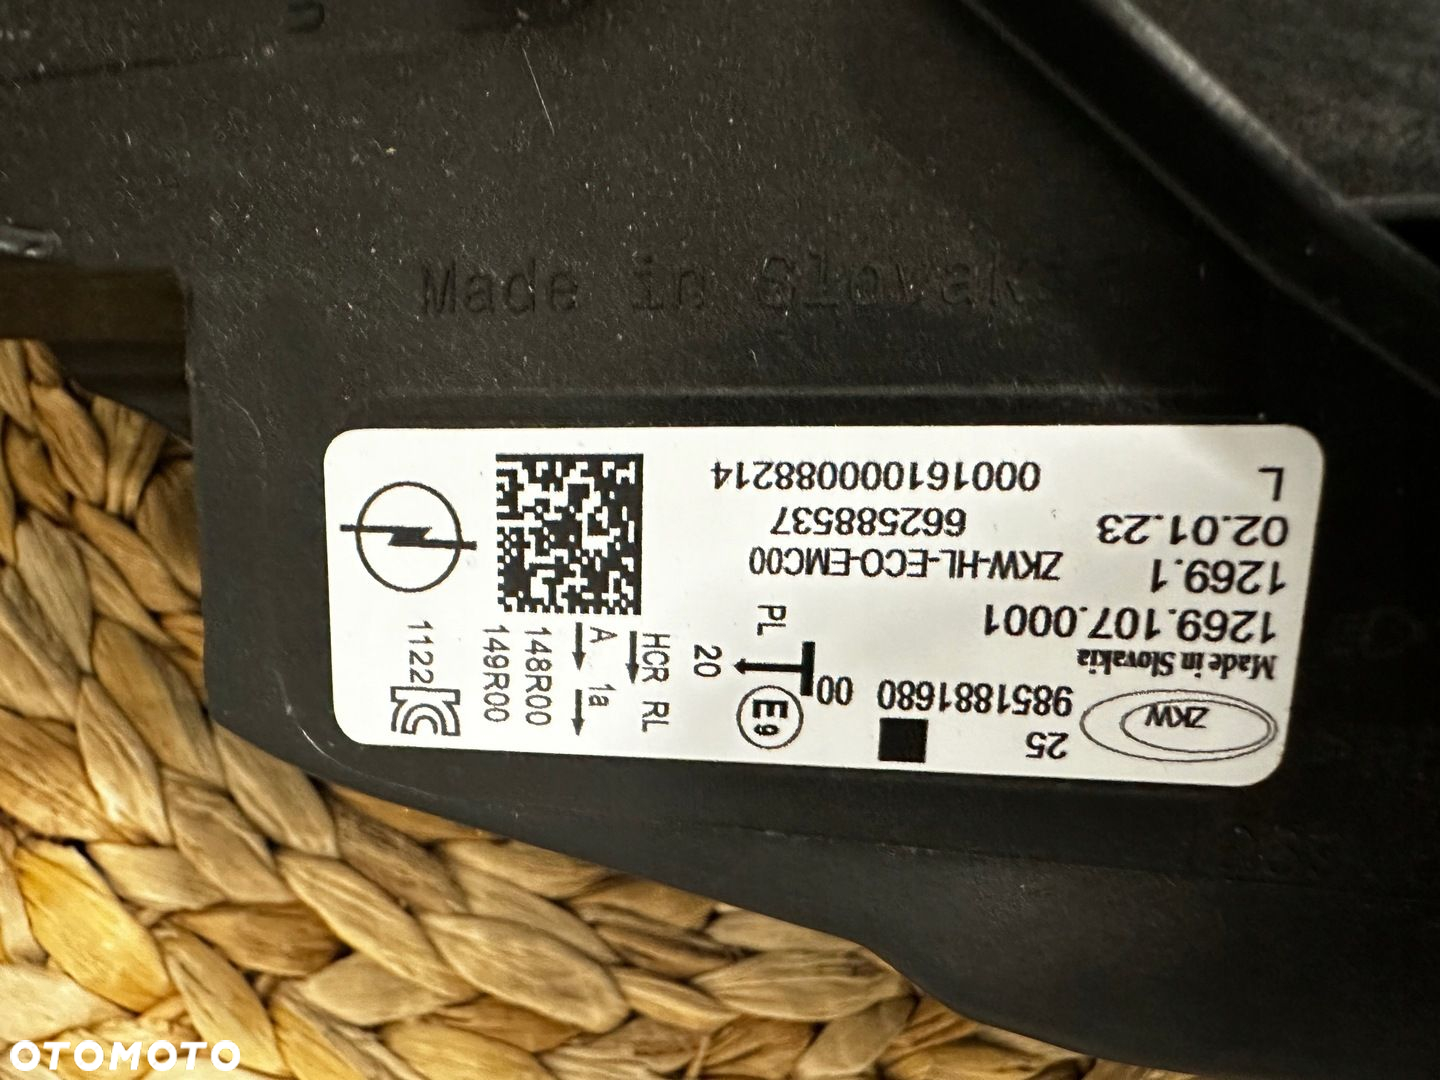 Made in Slovak
L
02.01.23
1269.1
1269.107.0001
Made in Slovakia
ZKW
00016100088214
662588537
ZKW-HL-ECO-EMC00
9851881680
25
PL
00
E9
20
HCR RL
A 1a
148R00
149R00
1122
OTOMOTO